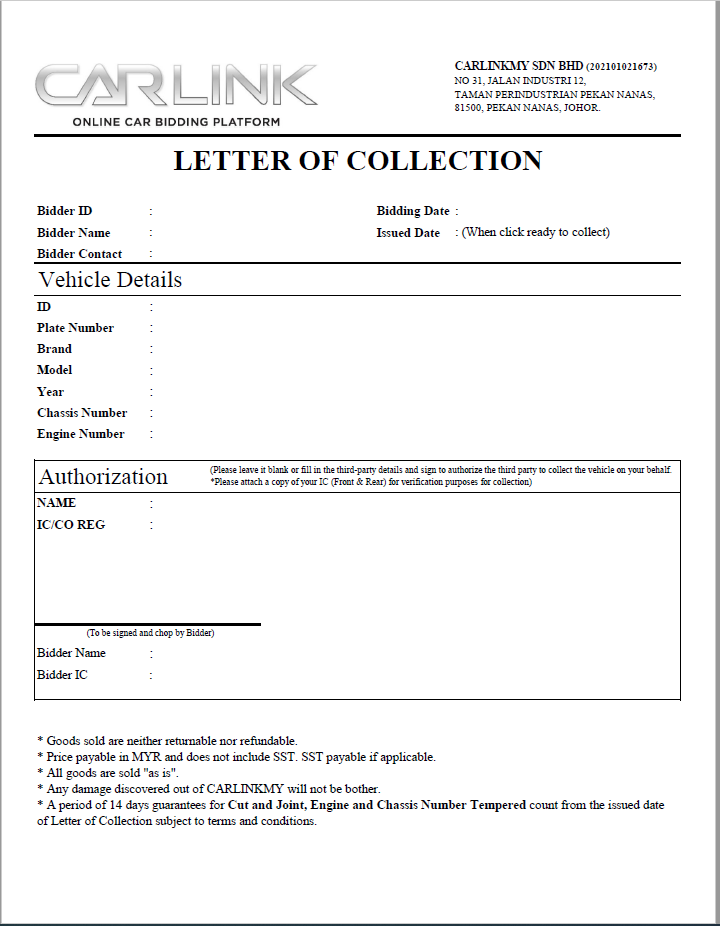 CARLINK
ONLINE CAR BIDDING PLATFORM
CARLINKMY SDN BHD (202101021673)
NO 31, JALAN INDUSTRI 12,
TAMAN PERINDUSTRIAN PEKAN NANAS,
81500, PEKAN NANAS, JOHOR.
LETTER OF COLLECTION
Bidder ID : Bidding Date :
Bidder Name : Issued Date : (When click ready to collect)
Bidder Contact :
Vehicle Details
ID :
Plate Number :
Brand :
Model :
Year :
Chassis Number :
Engine Number :
Authorization
(Please leave it blank or fill in the third-party details and sign to authorize the third party to collect the vehicle on your behalf.
*Please attach a copy of your IC (Front & Rear) for verification purposes for collection)
NAME :
IC/CO REG :
(To be signed and chop by Bidder)
Bidder Name :
Bidder IC :
* Goods sold are neither returnable nor refundable.
* Price payable in MYR and does not include SST. SST payable if applicable.
* All goods are sold "as is".
* Any damage discovered out of CARLINKMY will not be bother.
* A period of 14 days guarantees for Cut and Joint, Engine and Chassis Number Tempered count from the issued date
of Letter of Collection subject to terms and conditions.